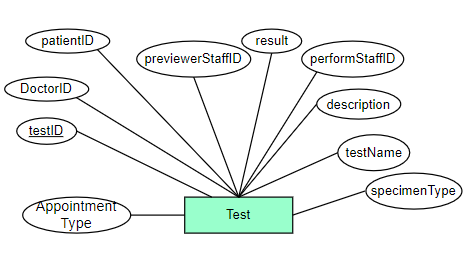 patientID
result
previewerStaffID
performStaffID
DoctorID
description
testID
testName
specimenType
Appointment
Type
Test